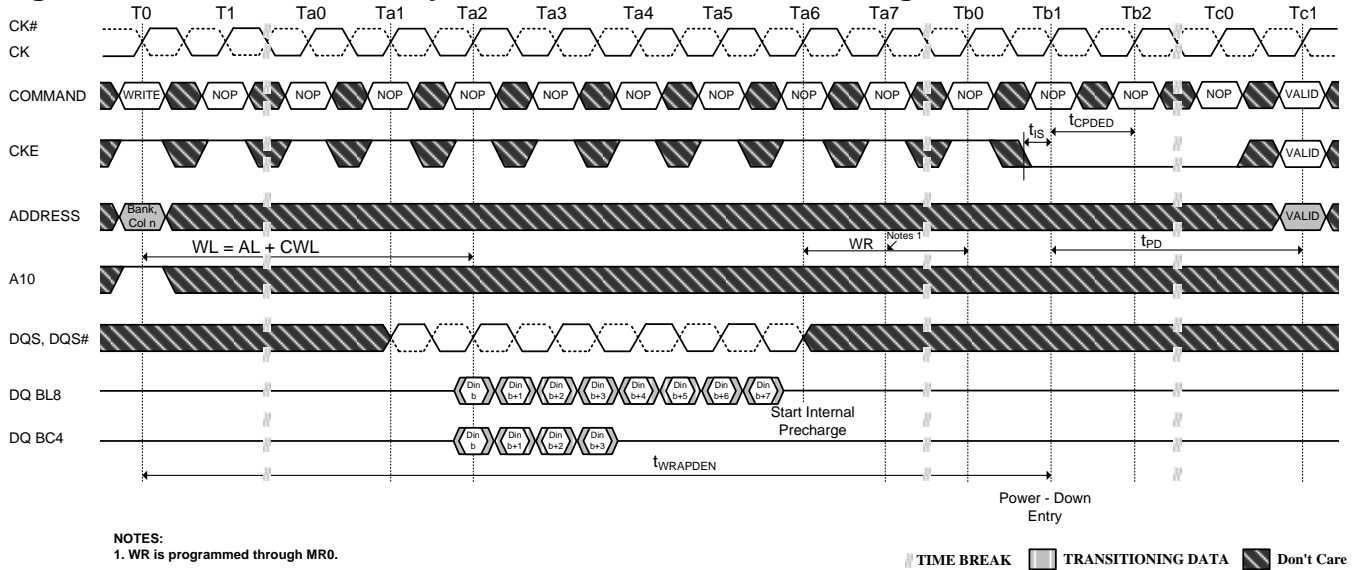 T0 T1 Ta0 Ta1 Ta2 Ta3 Ta4 Ta5 Ta6 Ta7 Tb0 Tb1 Tb2 Tc0 Tc1
CK#
CK
COMMAND WRITE NOP NOP NOP NOP NOP NOP NOP NOP NOP NOP NOP NOP NOP VALID
tIS tCPDED
CKE VALID
ADDRESS Bank, Col n VALID
WL = AL + CWL WR Notes 1 tPD
A10
DQS, DQS#
DQ BL8 Din b Din b+1 Din b+2 Din b+3 Din b+4 Din b+5 Din b+6 Din b+7
Start Internal
Precharge
DQ BC4 Din b Din b+1 Din b+2 Din b+3
tWRAPDEN
Power - Down
Entry
NOTES:
1. WR is programmed through MR0.
TIME BREAK TRANSITIONING DATA Don't Care